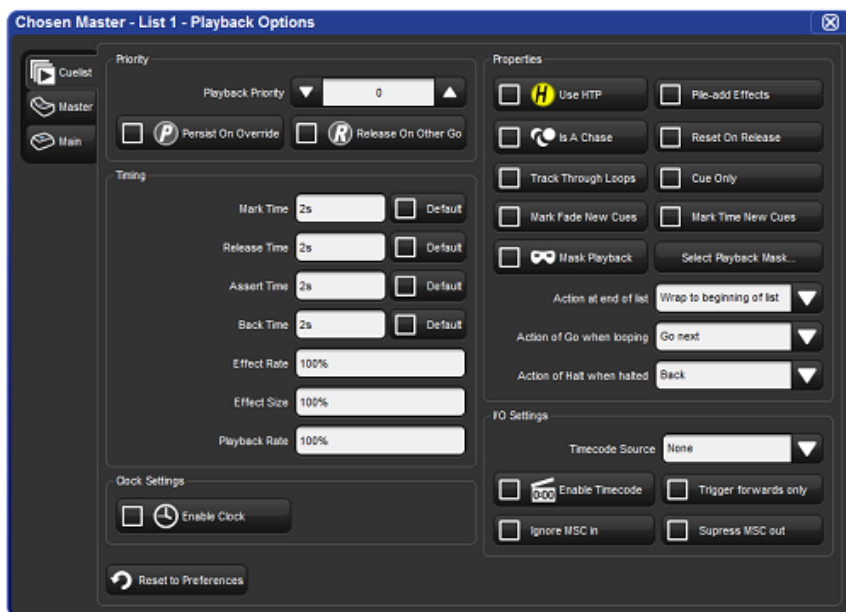 Chosen Master - List 1 - Playback Options
Cuelist
Master
Main
Priority
Playback Priority 0
P Persist On Override R Release On Other Go
Timing
Mark Time 2s Default
Release Time 2s Default
Assert Time 2s Default
Back Time 2s Default
Effect Rate 100%
Effect Size 100%
Playback Rate 100%
Clock Settings
Enable Clock
Reset to Preferences
Properties
H Use HTP Pile-add Effects
Is A Chase Reset On Release
Track Through Loops Cue Only
Mark Fade New Cues Mark Time New Cues
Mask Playback Select Playback Mask...
Action at end of list Wrap to beginning of list
Action of Go when looping Go next
Action of Halt when halted Back
I/O Settings
Timecode Source None
0:00 Enable Timecode Trigger forwards only
Ignore MSC in Supress MSC out